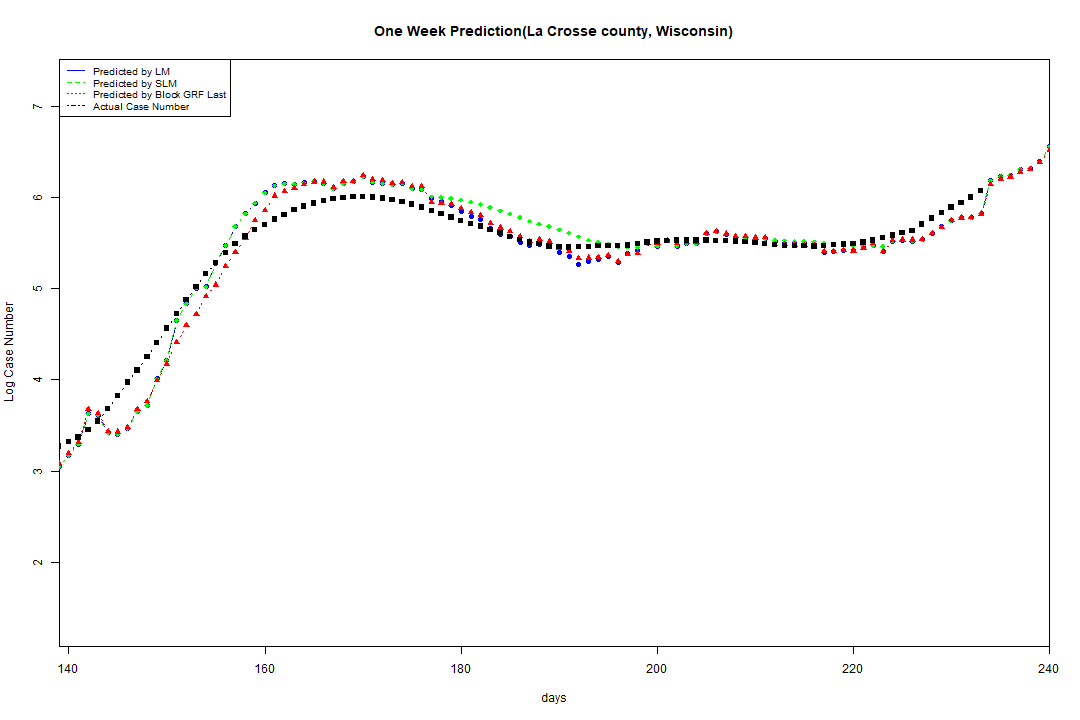 One Week Prediction(La Crosse county, Wisconsin)
Predicted by LM
Predicted by SLM
Predicted by Block GRF Last
Actual Case Number
7
6
5
4
3
2
Log Case Number
140 160 180 200 220 240
days